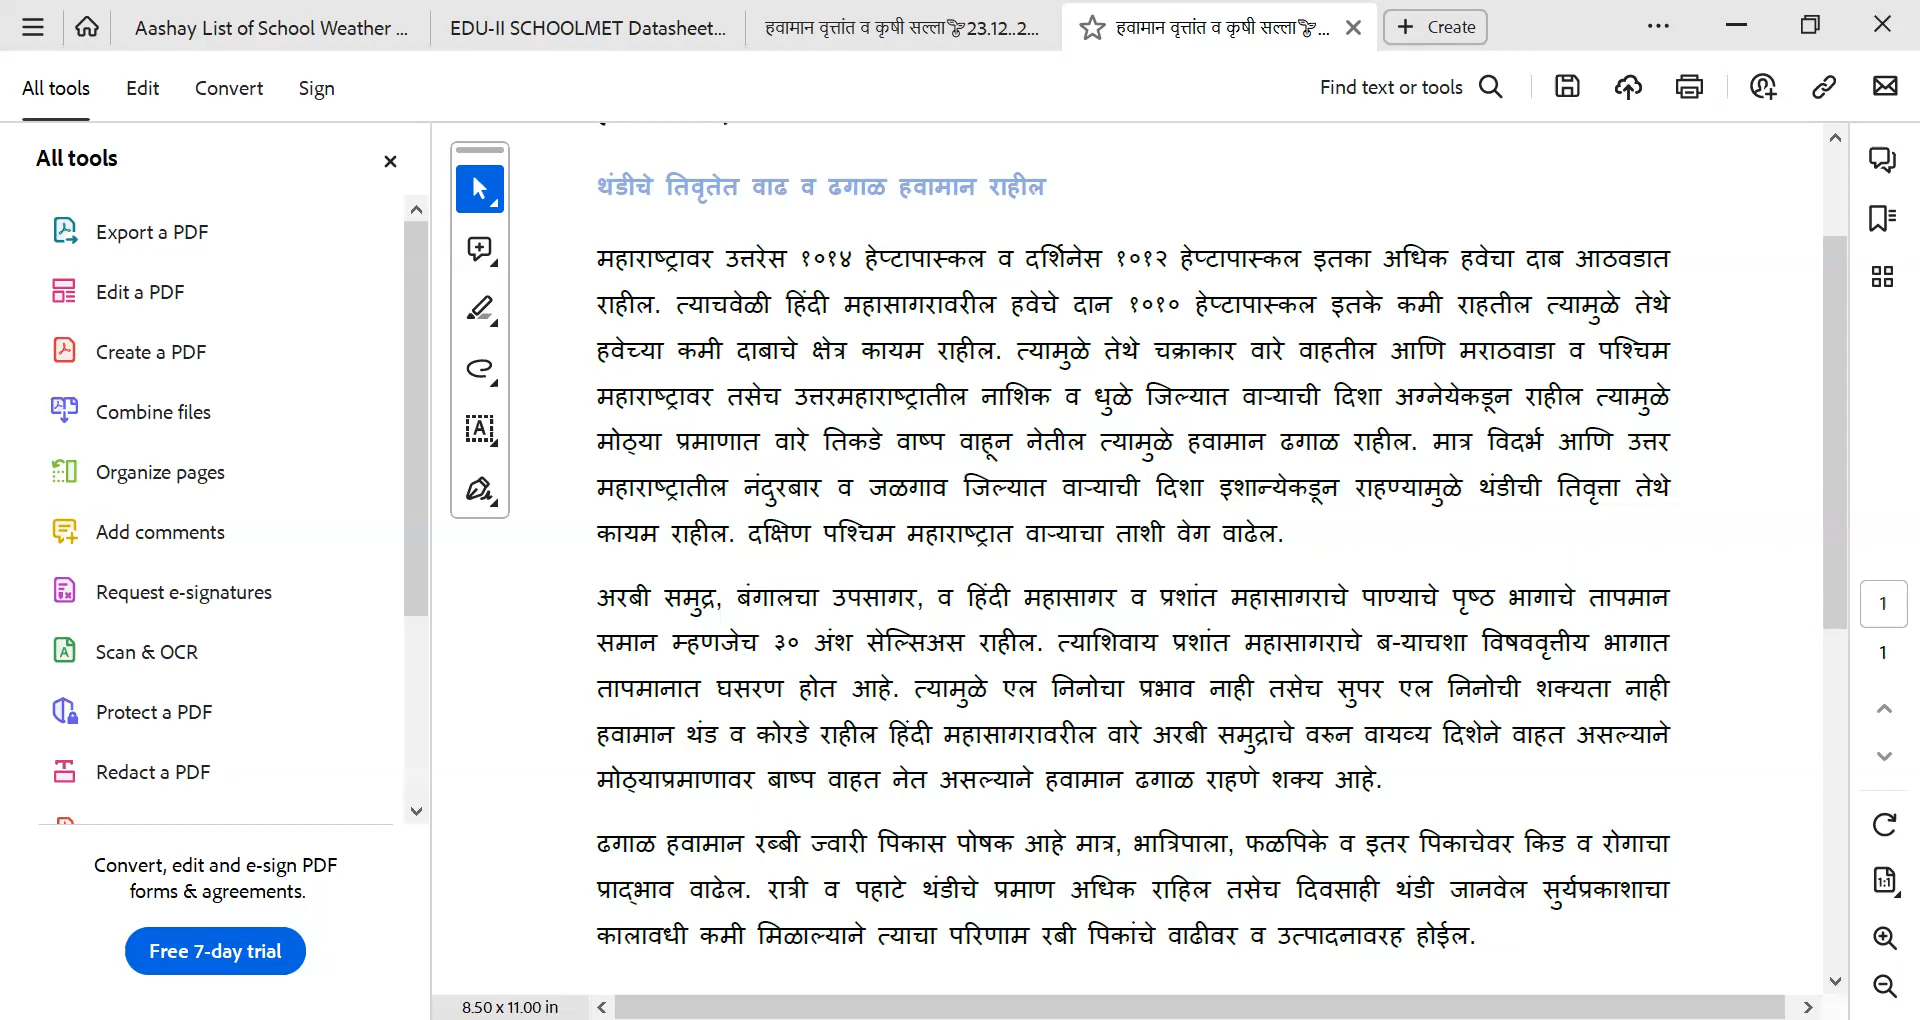 Aashay List of School Weather ...
EDU-II SCHOOLMET Datasheet...
हवामान वृत्तांत व कृषी सल्ला 23.12..2...
हवामान वृत्तांत व कृषी सल्ला ...
+ Create
All tools
Edit
Convert
Sign
Find text or tools
All tools
Export a PDF
Edit a PDF
Create a PDF
Combine files
Organize pages
Add comments
Request e-signatures
Scan & OCR
Protect a PDF
Redact a PDF
Convert, edit and e-sign PDF
forms & agreements.
Free 7-day trial
थंडीचे तिवृतेत वाढ व ढगाळ हवामान राहील
महाराष्ट्रावर उत्तरेस १०१४ हेप्टापास्कल व दर्शिनेस १०१२ हेप्टापास्कल इतका अधिक हवेचा दाब आठवडात
राहील. त्याचवेळी हिंदी महासागरावरील हवेचे दान १०१० हेप्टापास्कल इतके कमी राहतील त्यामुळे तेथे
हवेच्या कमी दाबाचे क्षेत्र कायम राहील. त्यामुळे तेथे चक्राकार वारे वाहतील आणि मराठवाडा व पश्चिम
महाराष्ट्रावर तसेच उत्तरमहाराष्ट्रातील नाशिक व धुळे जिल्यात वाऱ्याची दिशा अग्नेयेकडून राहील त्यामुळे
मोठ्या प्रमाणात वारे तिकडे वाष्प वाहून नेतील त्यामुळे हवामान ढगाळ राहील. मात्र विदर्भ आणि उत्तर
महाराष्ट्रातील नंदुरबार व जळगाव जिल्यात वाऱ्याची दिशा इशान्येकडून राहण्यामुळे थंडीची तिवृत्ता तेथे
कायम राहील. दक्षिण पश्चिम महाराष्ट्रात वाऱ्याचा ताशी वेग वाढेल.
अरबी समुद्र, बंगालचा उपसागर, व हिंदी महासागर व प्रशांत महासागराचे पाण्याचे पृष्ठ भागाचे तापमान
समान म्हणजेच ३० अंश सेल्सिअस राहील. त्याशिवाय प्रशांत महासागराचे ब-याचशा विषववृत्तीय भागात
तापमानात घसरण होत आहे. त्यामुळे एल निनोचा प्रभाव नाही तसेच सुपर एल निनोची शक्यता नाही
हवामान थंड व कोरडे राहील हिंदी महासागरावरील वारे अरबी समुद्राचे वरुन वायव्य दिशेने वाहत असल्याने
मोठ्याप्रमाणावर बाष्प वाहत नेत असल्याने हवामान ढगाळ राहणे शक्य आहे.
ढगाळ हवामान रब्बी ज्वारी पिकास पोषक आहे मात्र, भात्रिपाला, फळपिके व इतर पिकाचेवर किड व रोगाचा
प्राद्भाव वाढेल. रात्री व पहाटे थंडीचे प्रमाण अधिक राहिल तसेच दिवसाही थंडी जानवेल सुर्यप्रकाशाचा
कालावधी कमी मिळाल्याने त्याचा परिणाम रबी पिकांचे वाढीवर व उत्पादनावरह होईल.
1
1
1:1
8.50 x 11.00 in